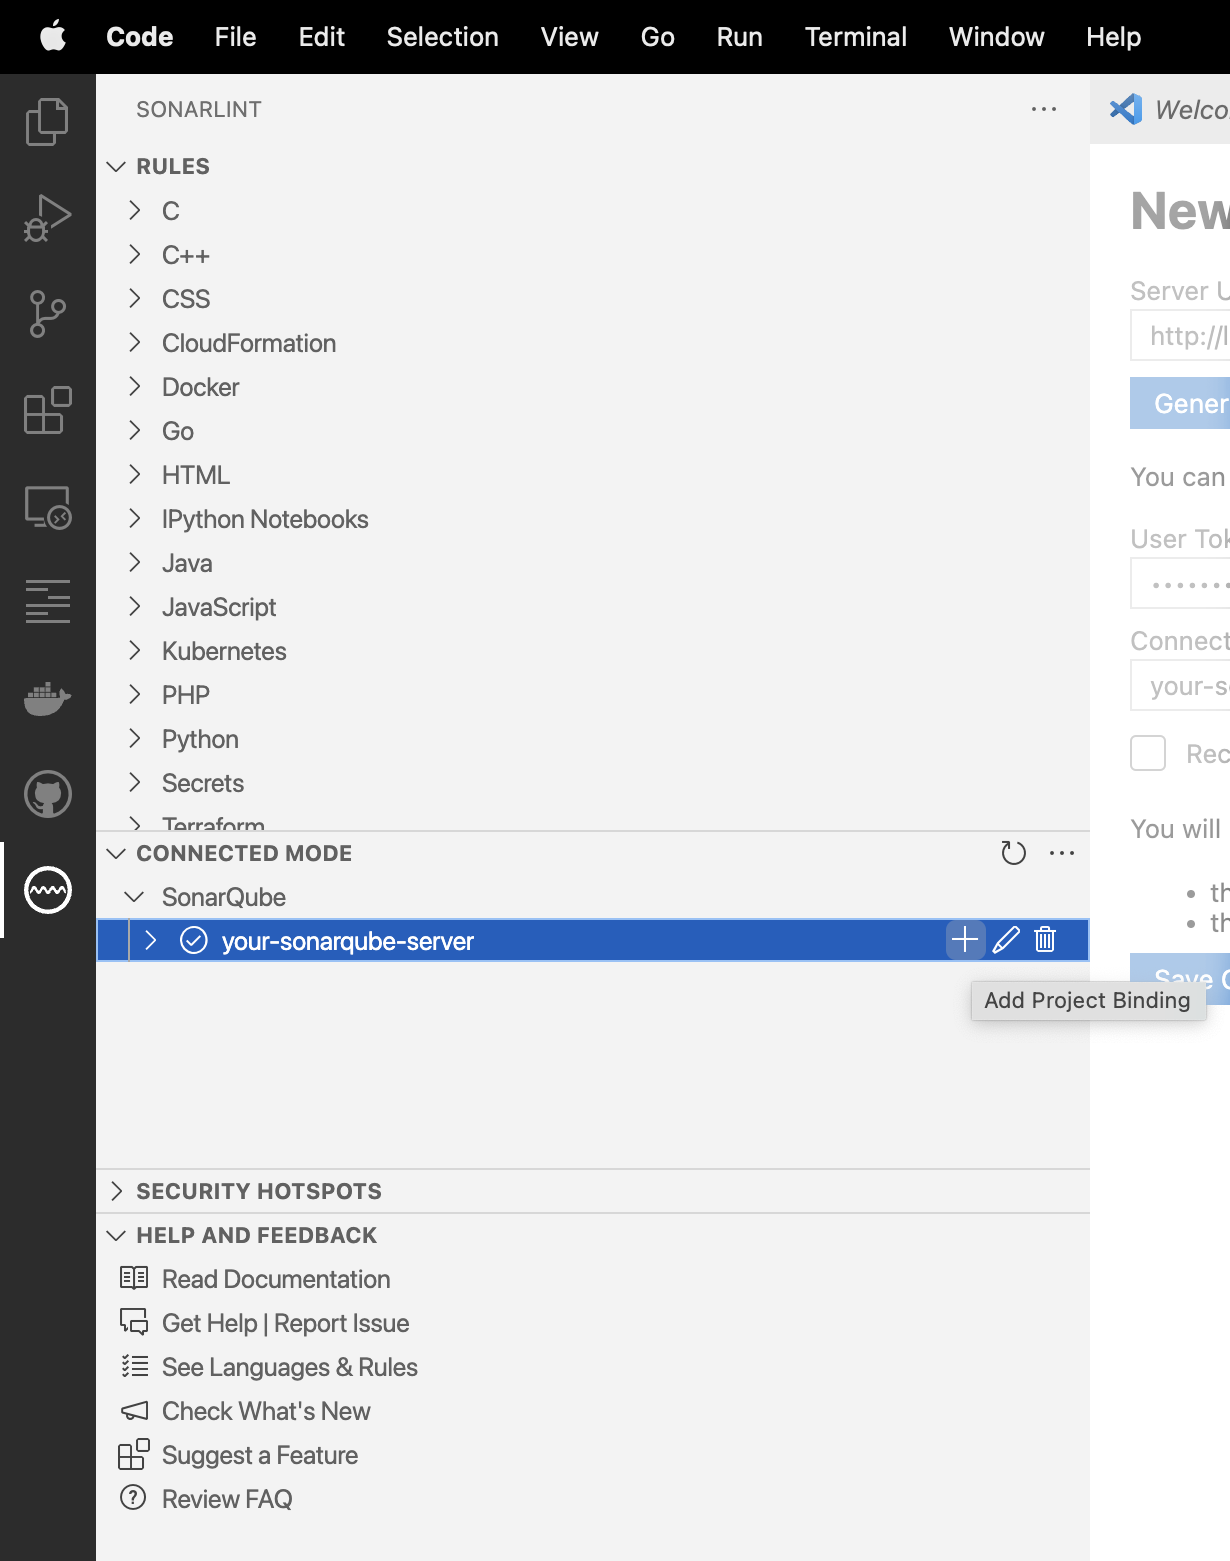 Code File Edit Selection View Go Run Terminal Window Help
SONARLINT
RULES
C
C++
CSS
CloudFormation
Docker
Go
HTML
IPython Notebooks
Java
JavaScript
Kubernetes
PHP
Python
Secrets
Terraform
CONNECTED MODE
SonarQube
your-sonarqube-server
Add Project Binding
SECURITY HOTSPOTS
HELP AND FEEDBACK
Read Documentation
Get Help | Report Issue
See Languages & Rules
Check What's New
Suggest a Feature
Review FAQ
Welco
New
Server U
http://l
Gener
You can
User Tok
Connect
your-s
Rec
You will
th
th
Save